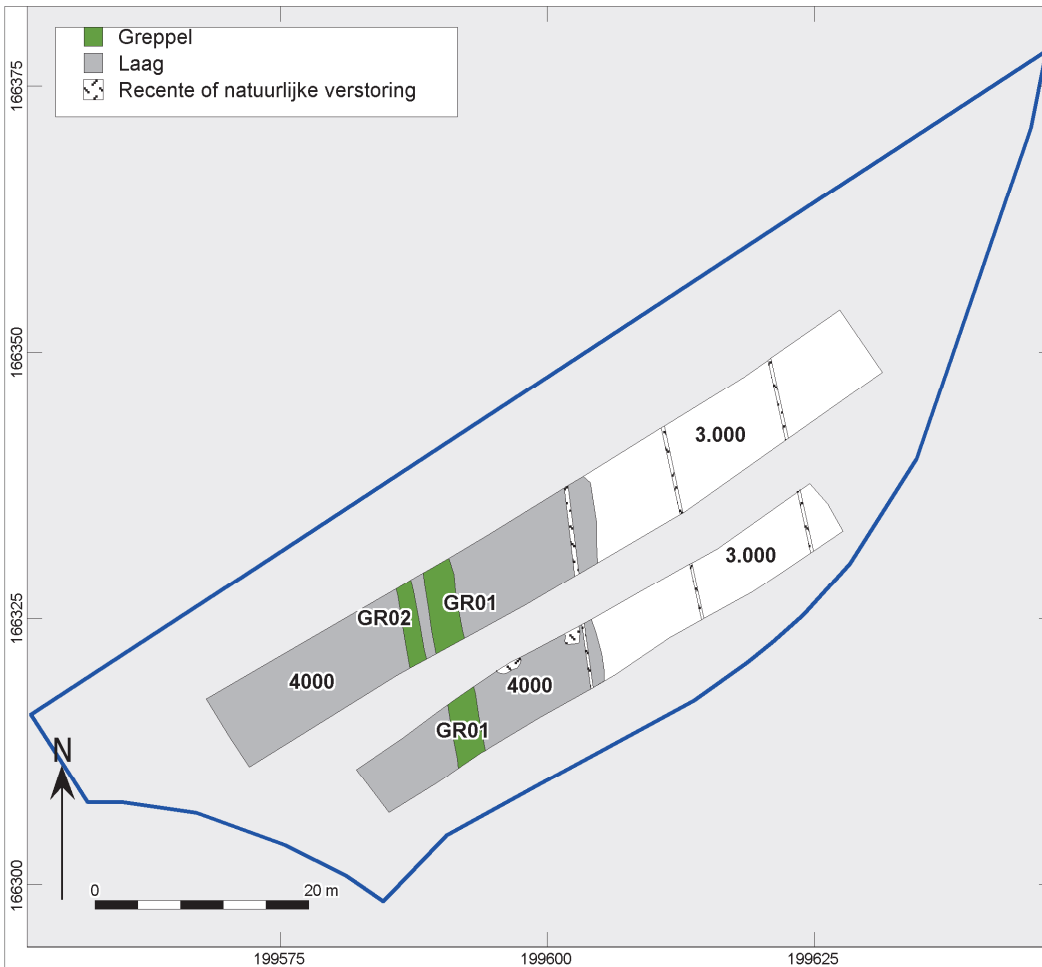 Greppel
Laag
Recente of natuurlijke verstoring
166375
166350
3.000
3.000
166325
GR02
GR01
4000
4000
GR01
N
166300
0
20 m
199575
199600
199625